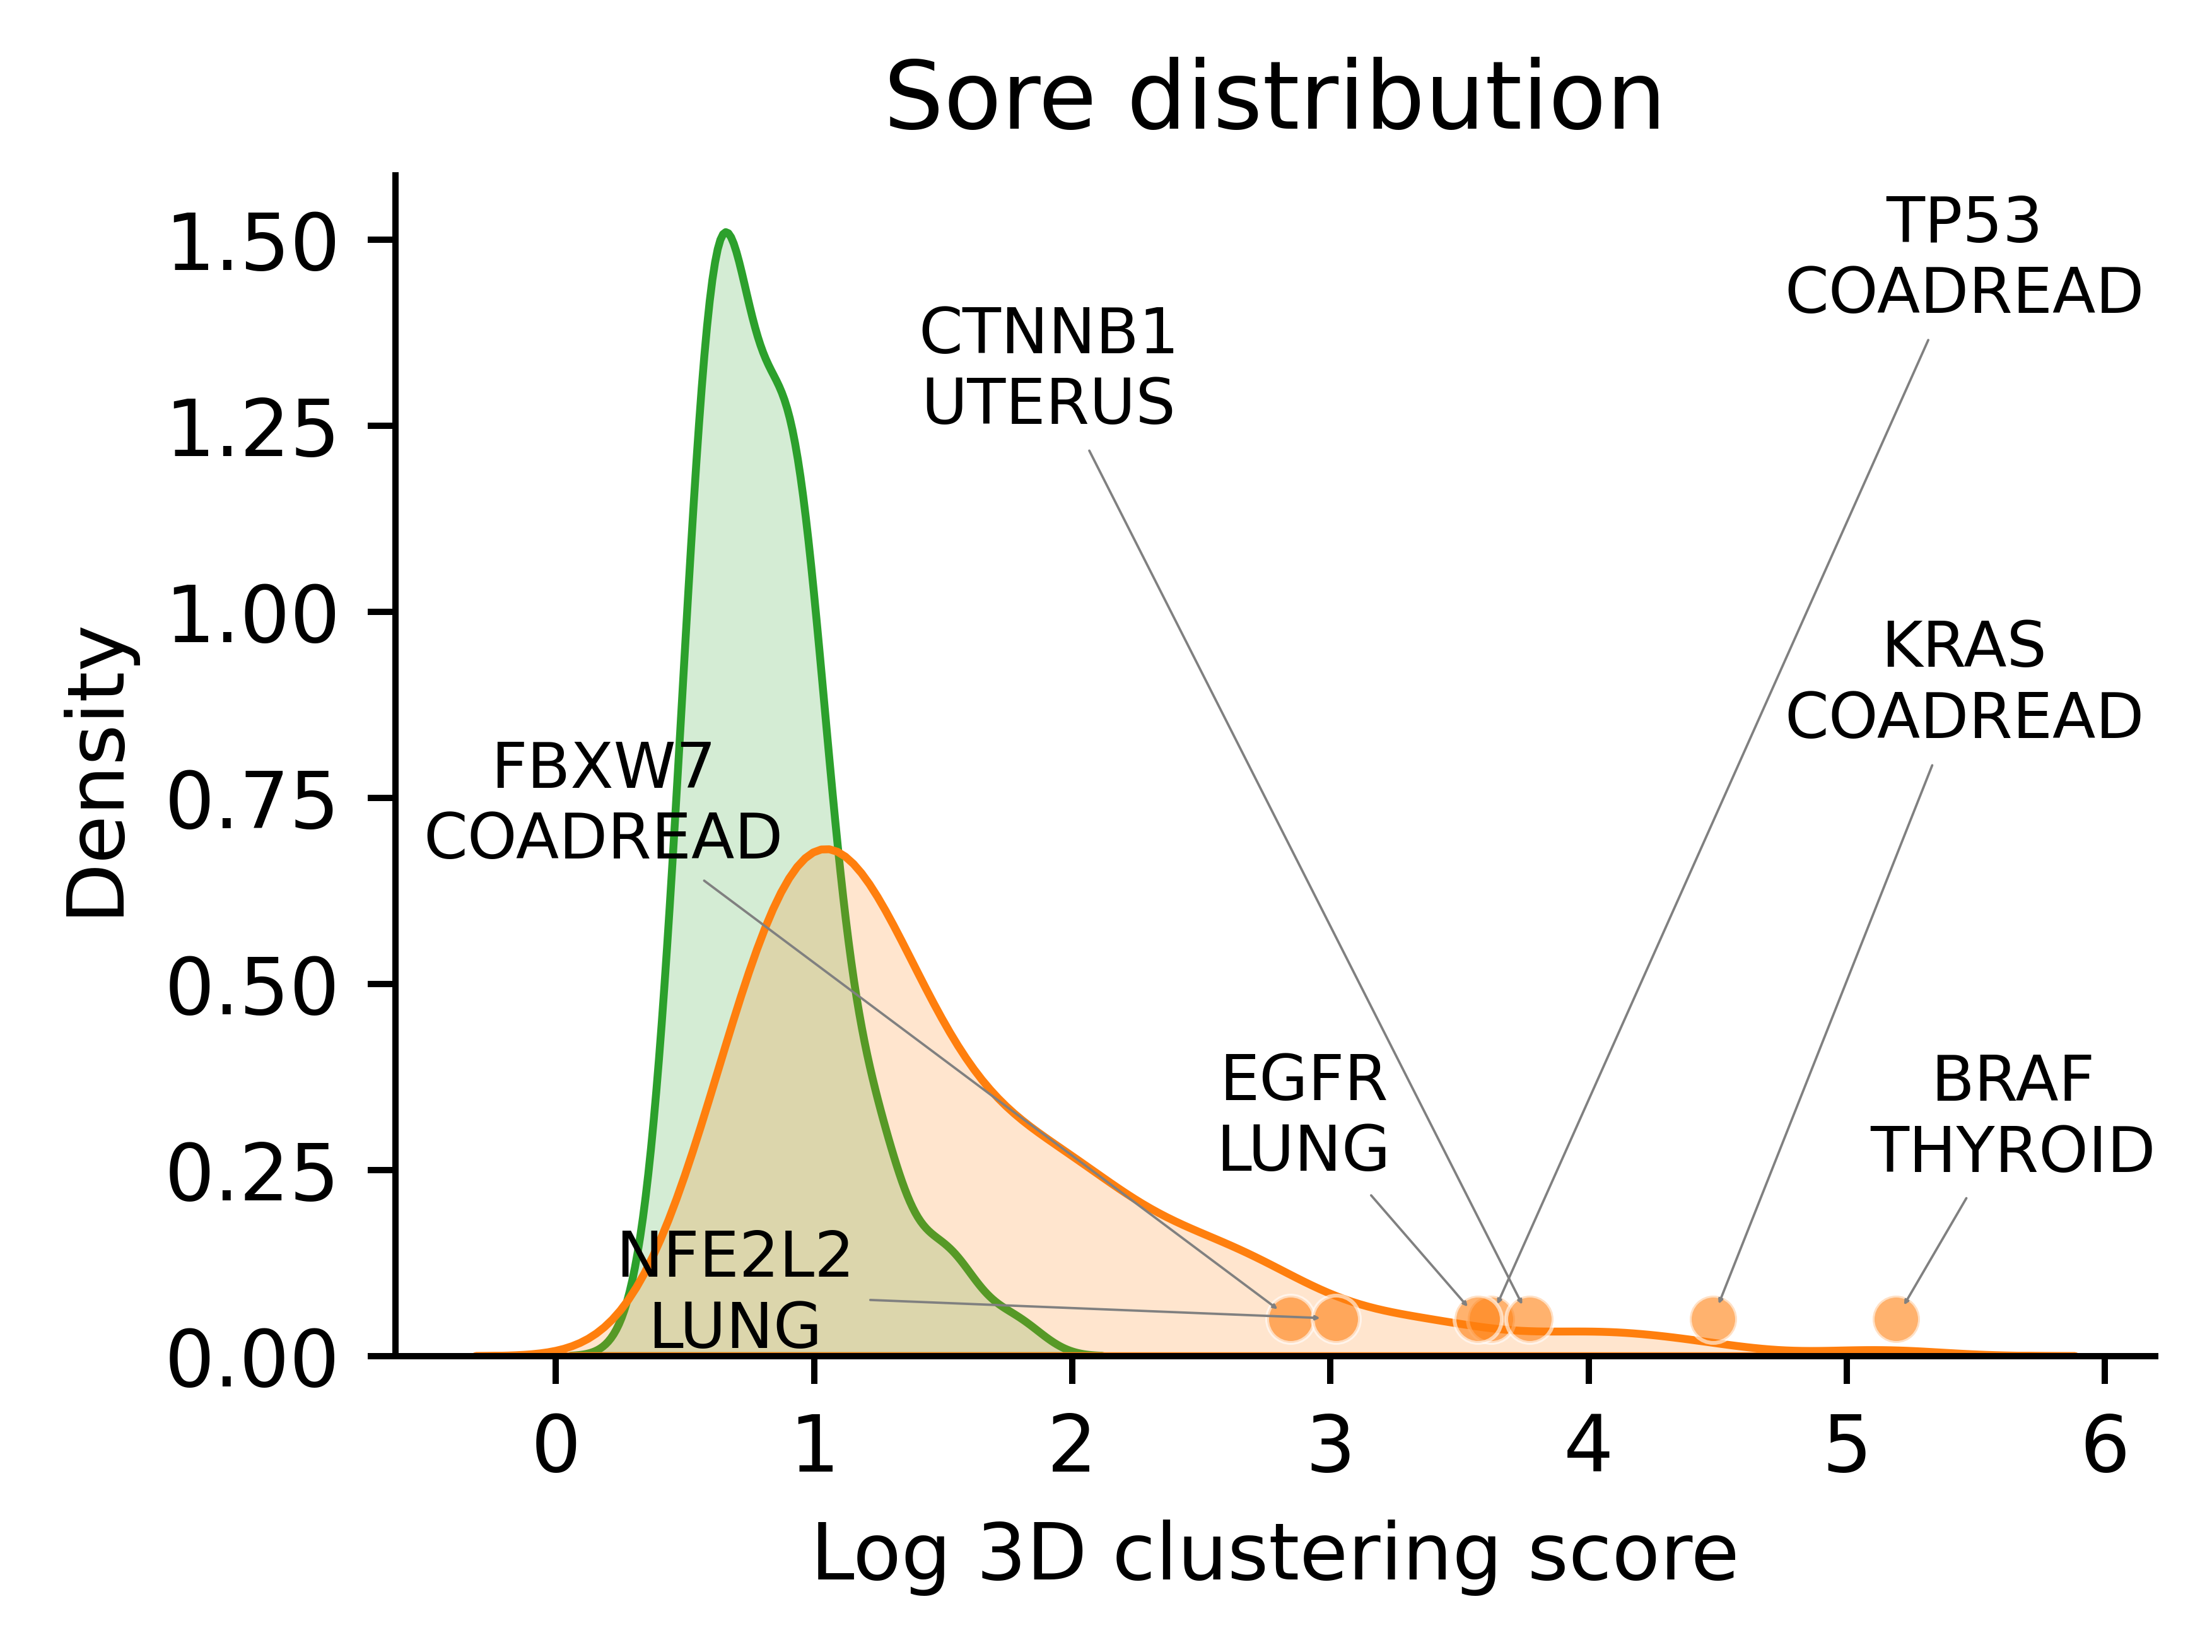 Sore distribution
TP53
COADREAD
CTNNB1
UTERUS
KRAS
COADREAD
FBXW7
COADREAD
EGFR
LUNG
BRAF
THYROID
NFE2L2
LUNG
Density
1.50
1.25
1.00
0.75
0.50
0.25
0.00
0 1 2 3 4 5 6
Log 3D clustering score